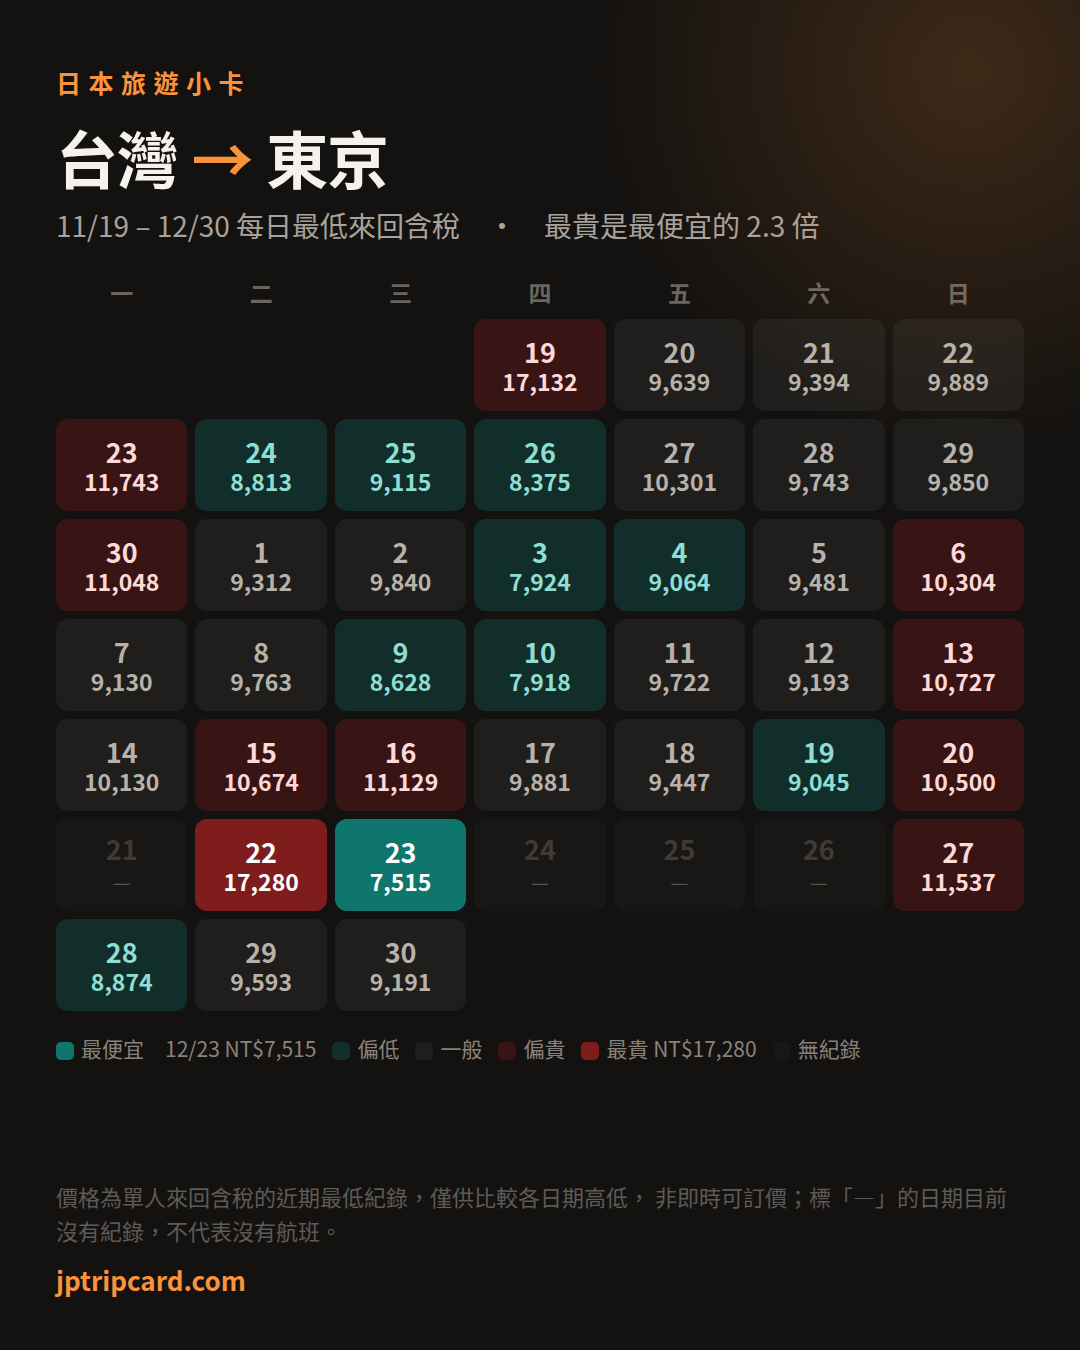 日本旅遊小卡
台灣 → 東京
11/19 – 12/30 每日最低來回含稅 ・ 最貴是最便宜的 2.3 倍
一 二 三 四 五 六 日
19 20 21 22
17,132 9,639 9,394 9,889
23 24 25 26 27 28 29
11,743 8,813 9,115 8,375 10,301 9,743 9,850
30 1 2 3 4 5 6
11,048 9,312 9,840 7,924 9,064 9,481 10,304
7 8 9 10 11 12 13
9,130 9,763 8,628 7,918 9,722 9,193 10,727
14 15 16 17 18 19 20
10,130 10,674 11,129 9,881 9,447 9,045 10,500
21 22 23 24 25 26 27
— 17,280 7,515 — — — 11,537
28 29 30
8,874 9,593 9,191
最便宜 12/23 NT$7,515 偏低 一般 偏貴 最貴 NT$17,280 無紀錄
價格為單人來回含稅的近期最低紀錄，僅供比較各日期高低， 非即時可訂價；標「—」的日期目前
沒有紀錄，不代表沒有航班。
jptripcard.com